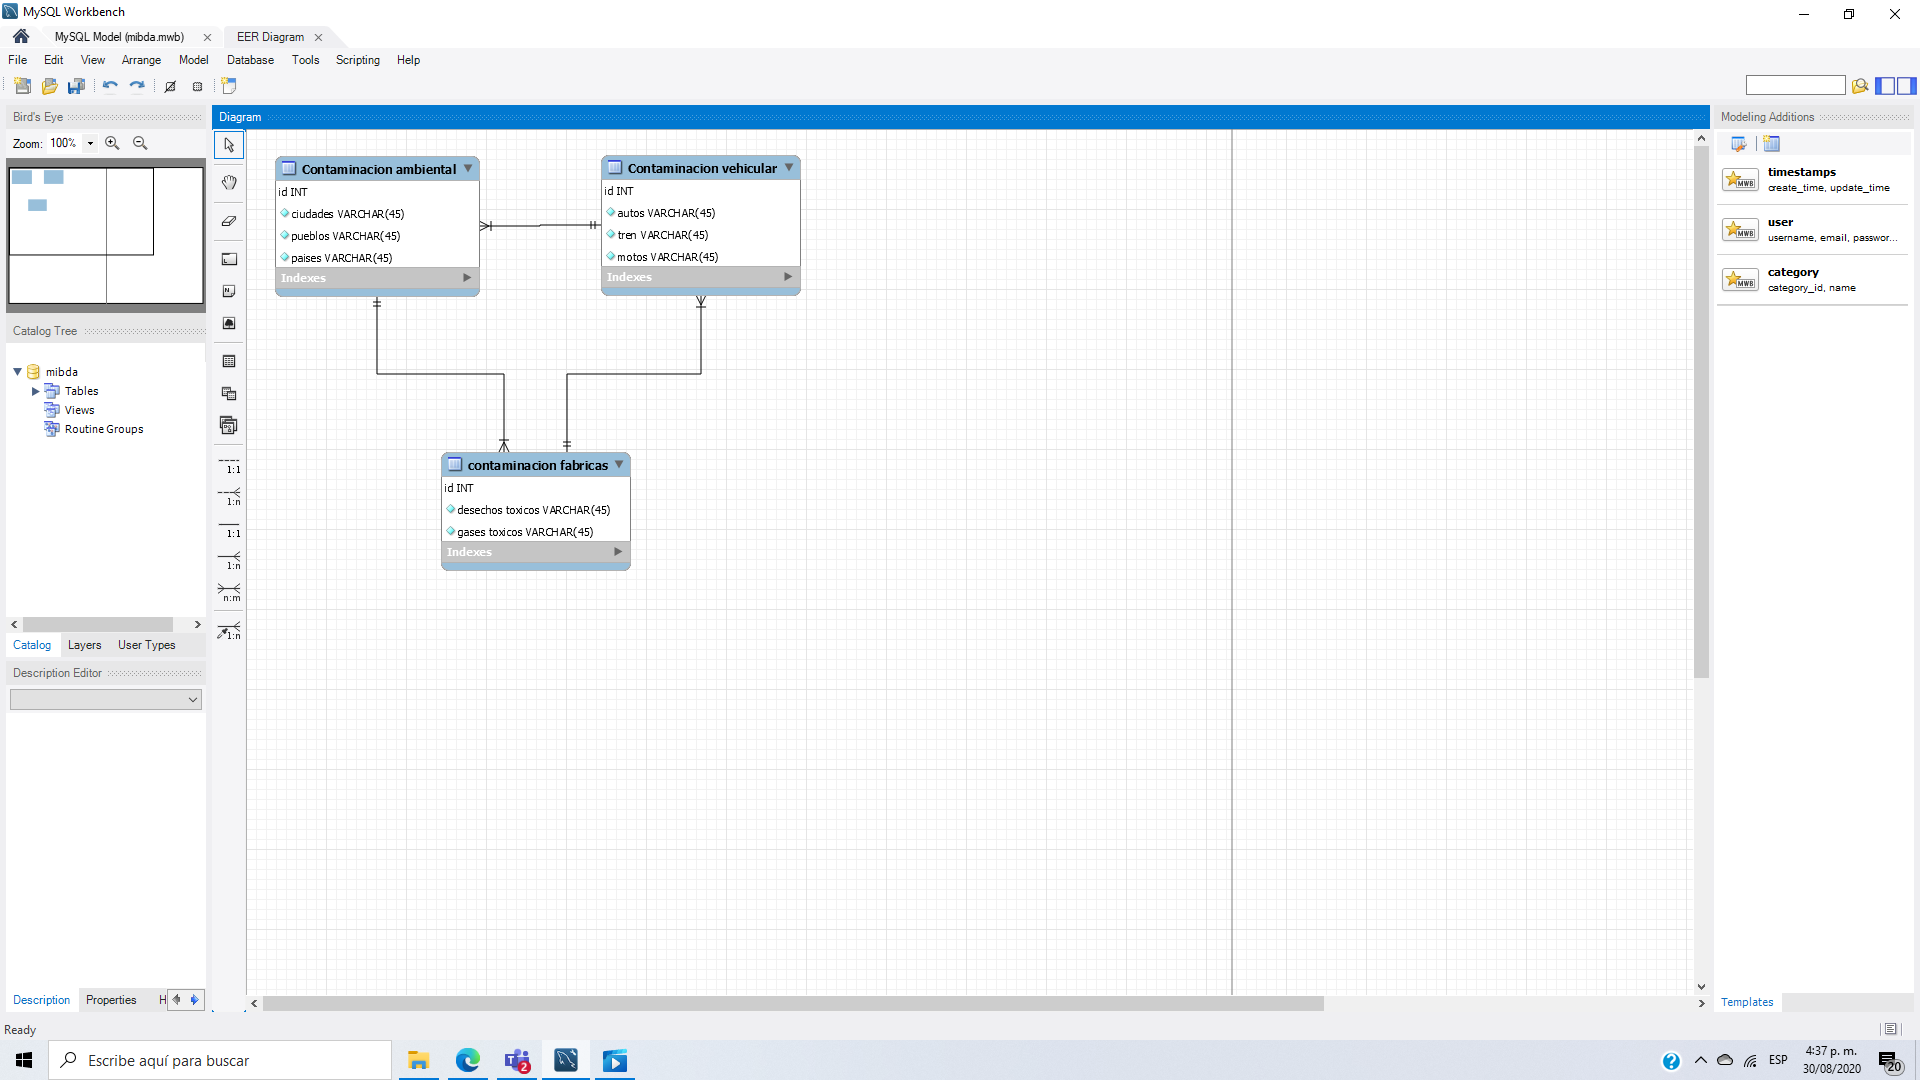 MySQL Workbench
MySQL Model (mibda.mwb)
EER Diagram
File Edit View Arrange Model Database Tools Scripting Help
Bird's Eye
Zoom: 100%
Catalog Tree
mibda
Tables
Views
Routine Groups
Catalog Layers User Types
Description Editor
Description Properties H
Ready
Diagram
1:1
1:n
1:1
1:n
n:m
1:n
Contaminacion ambiental
id INT
ciudades VARCHAR(45)
pueblos VARCHAR(45)
paises VARCHAR(45)
Indexes
Contaminacion vehicular
id INT
autos VARCHAR(45)
tren VARCHAR(45)
motos VARCHAR(45)
Indexes
contaminacion fabricas
id INT
desechos toxicos VARCHAR(45)
gases toxicos VARCHAR(45)
Indexes
Modeling Additions
MWB
timestamps
create_time, update_time
MWB
user
username, email, passwor...
MWB
category
category_id, name
Templates
Escribe aquí para buscar
2
ESP
4:37 p. m.
30/08/2020
20